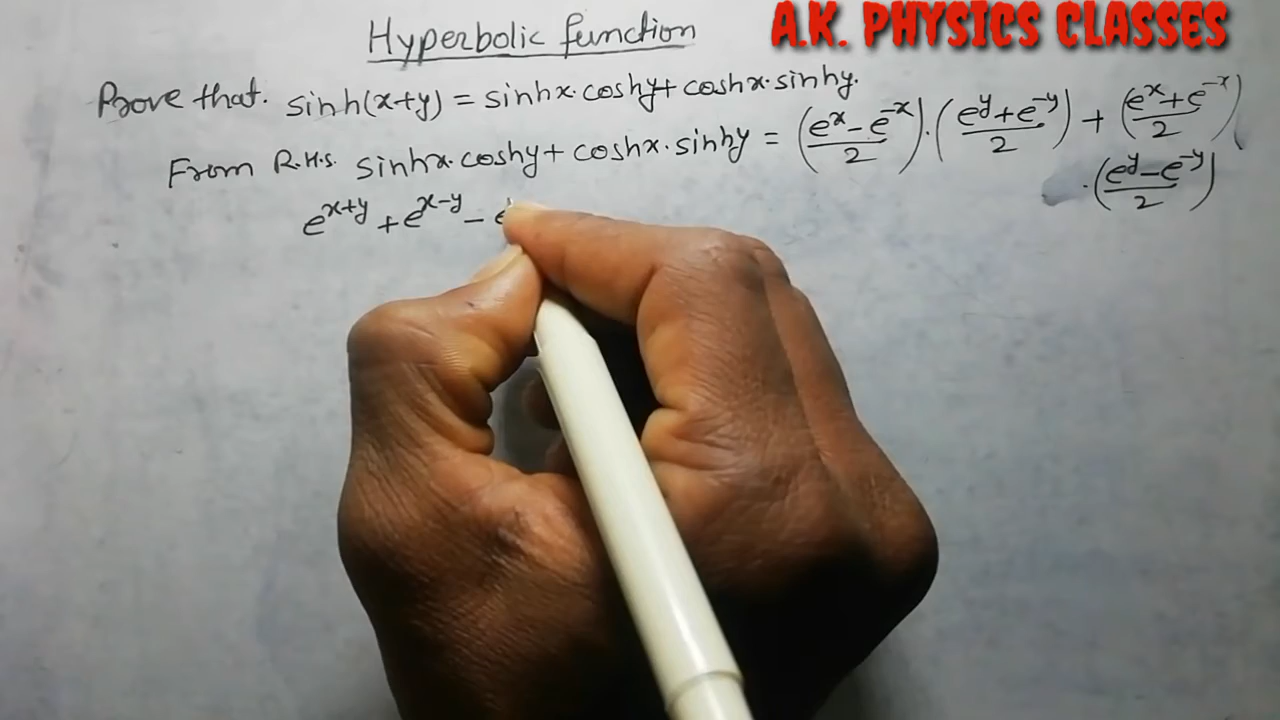 Hyperbolic function
A.K. PHYSICS CLASSES
Prove that. sinh(x+y) = sinhx·coshy+coshx·sinhy.
From R.H.S. sinhx·coshy+coshx·sinhy = (e^x − e^−x / 2)·(e^y+e^−y / 2) + (e^x+e^−x / 2)
·(e^y − e^−y / 2)
e^x+y + e^x−y − e